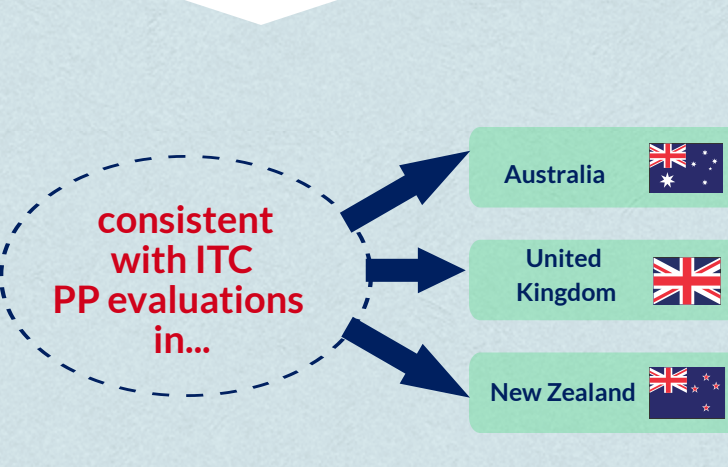 consistent
with ITC
PP evaluations
in...
Australia
United
Kingdom
New Zealand